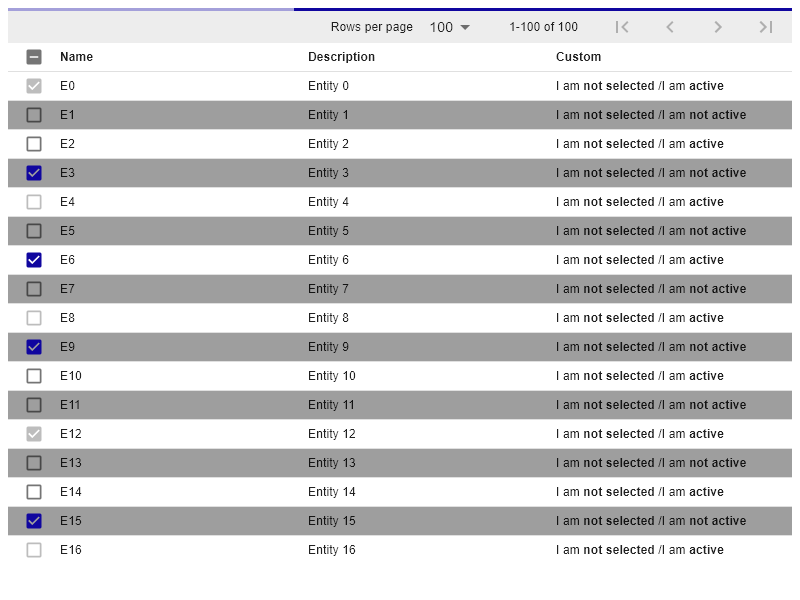 Rows per page 100 1-100 of 100
Name Description Custom
E0 Entity 0 I am not selected /I am active
E1 Entity 1 I am not selected /I am not active
E2 Entity 2 I am not selected /I am active
E3 Entity 3 I am not selected /I am not active
E4 Entity 4 I am not selected /I am active
E5 Entity 5 I am not selected /I am not active
E6 Entity 6 I am not selected /I am active
E7 Entity 7 I am not selected /I am not active
E8 Entity 8 I am not selected /I am active
E9 Entity 9 I am not selected /I am not active
E10 Entity 10 I am not selected /I am active
E11 Entity 11 I am not selected /I am not active
E12 Entity 12 I am not selected /I am active
E13 Entity 13 I am not selected /I am not active
E14 Entity 14 I am not selected /I am active
E15 Entity 15 I am not selected /I am not active
E16 Entity 16 I am not selected /I am active